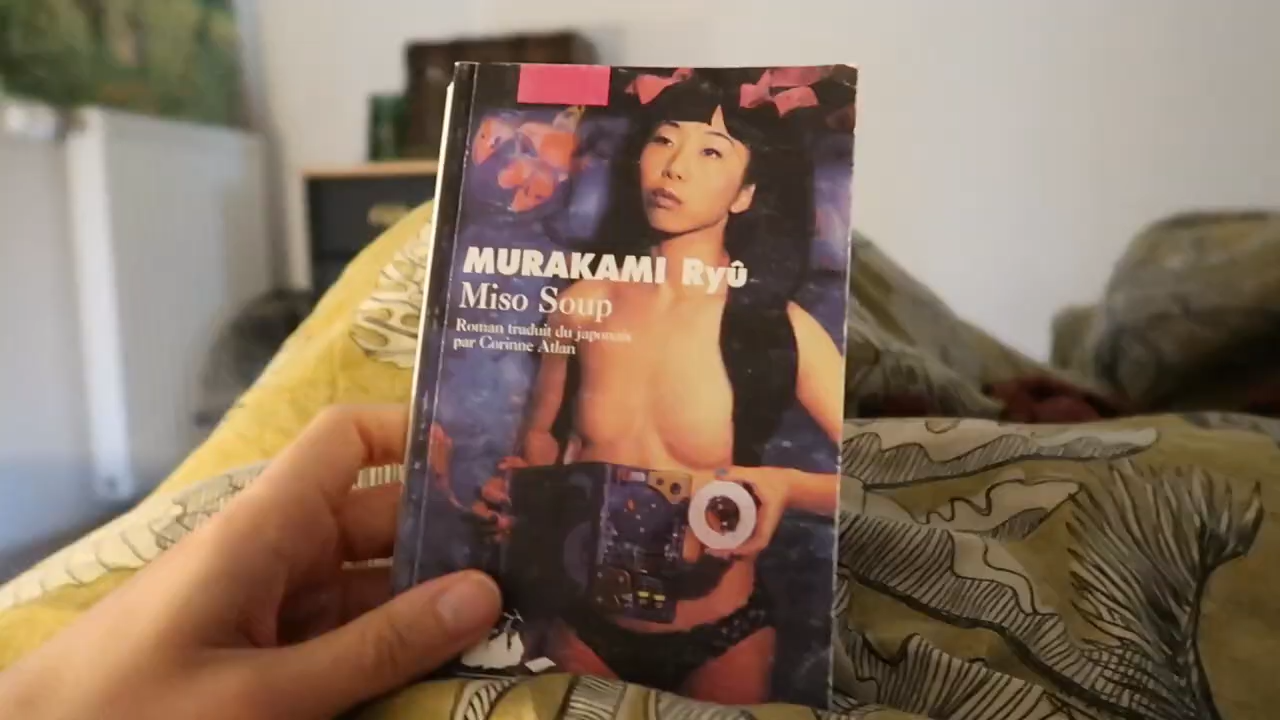 MURAKAMI Ryû
Miso Soup
Roman traduit du japonais
par Corinne Atlan